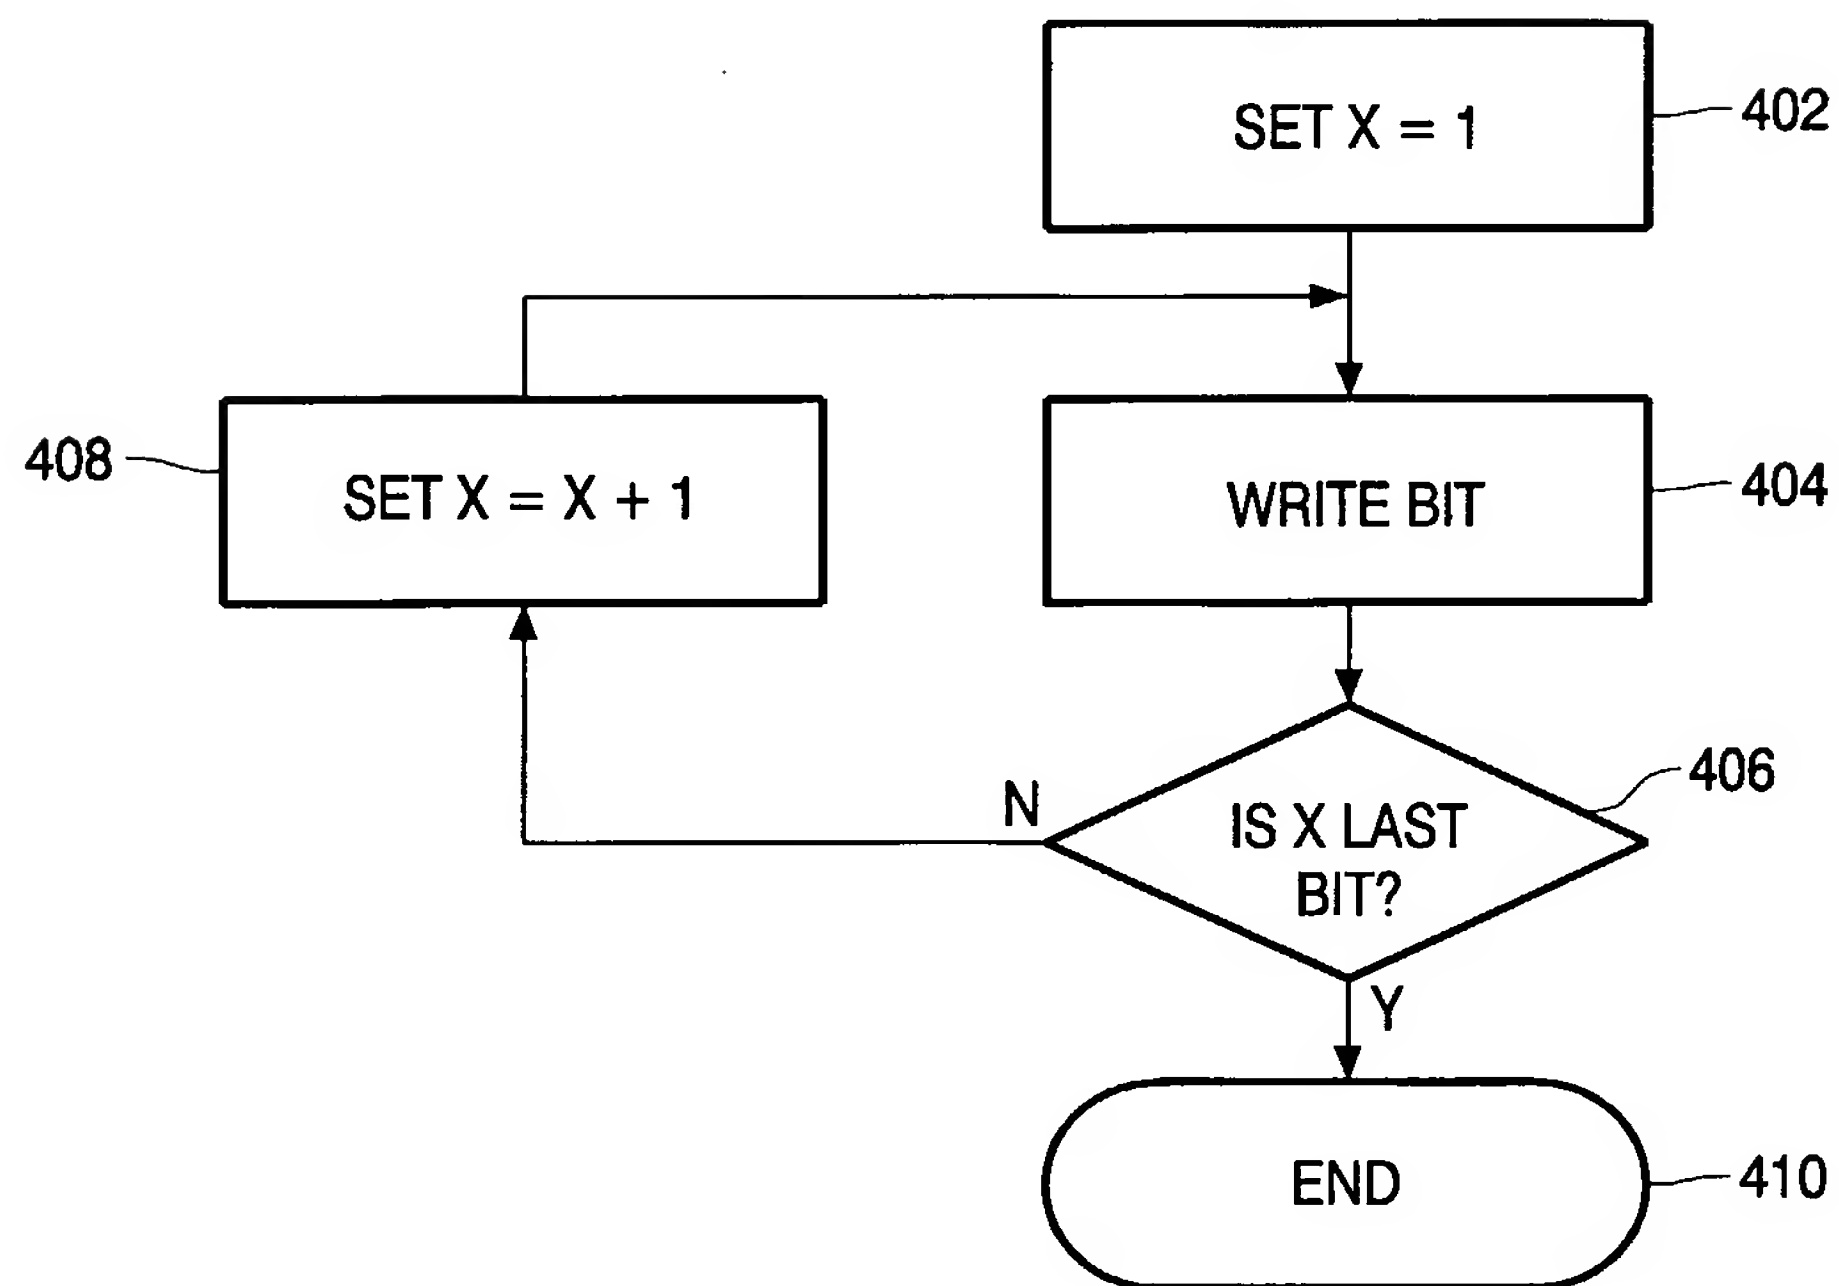 SET X = 1
402
408
SET X = X + 1
WRITE BIT
404
N
IS X LAST
BIT?
406
Y
END
410